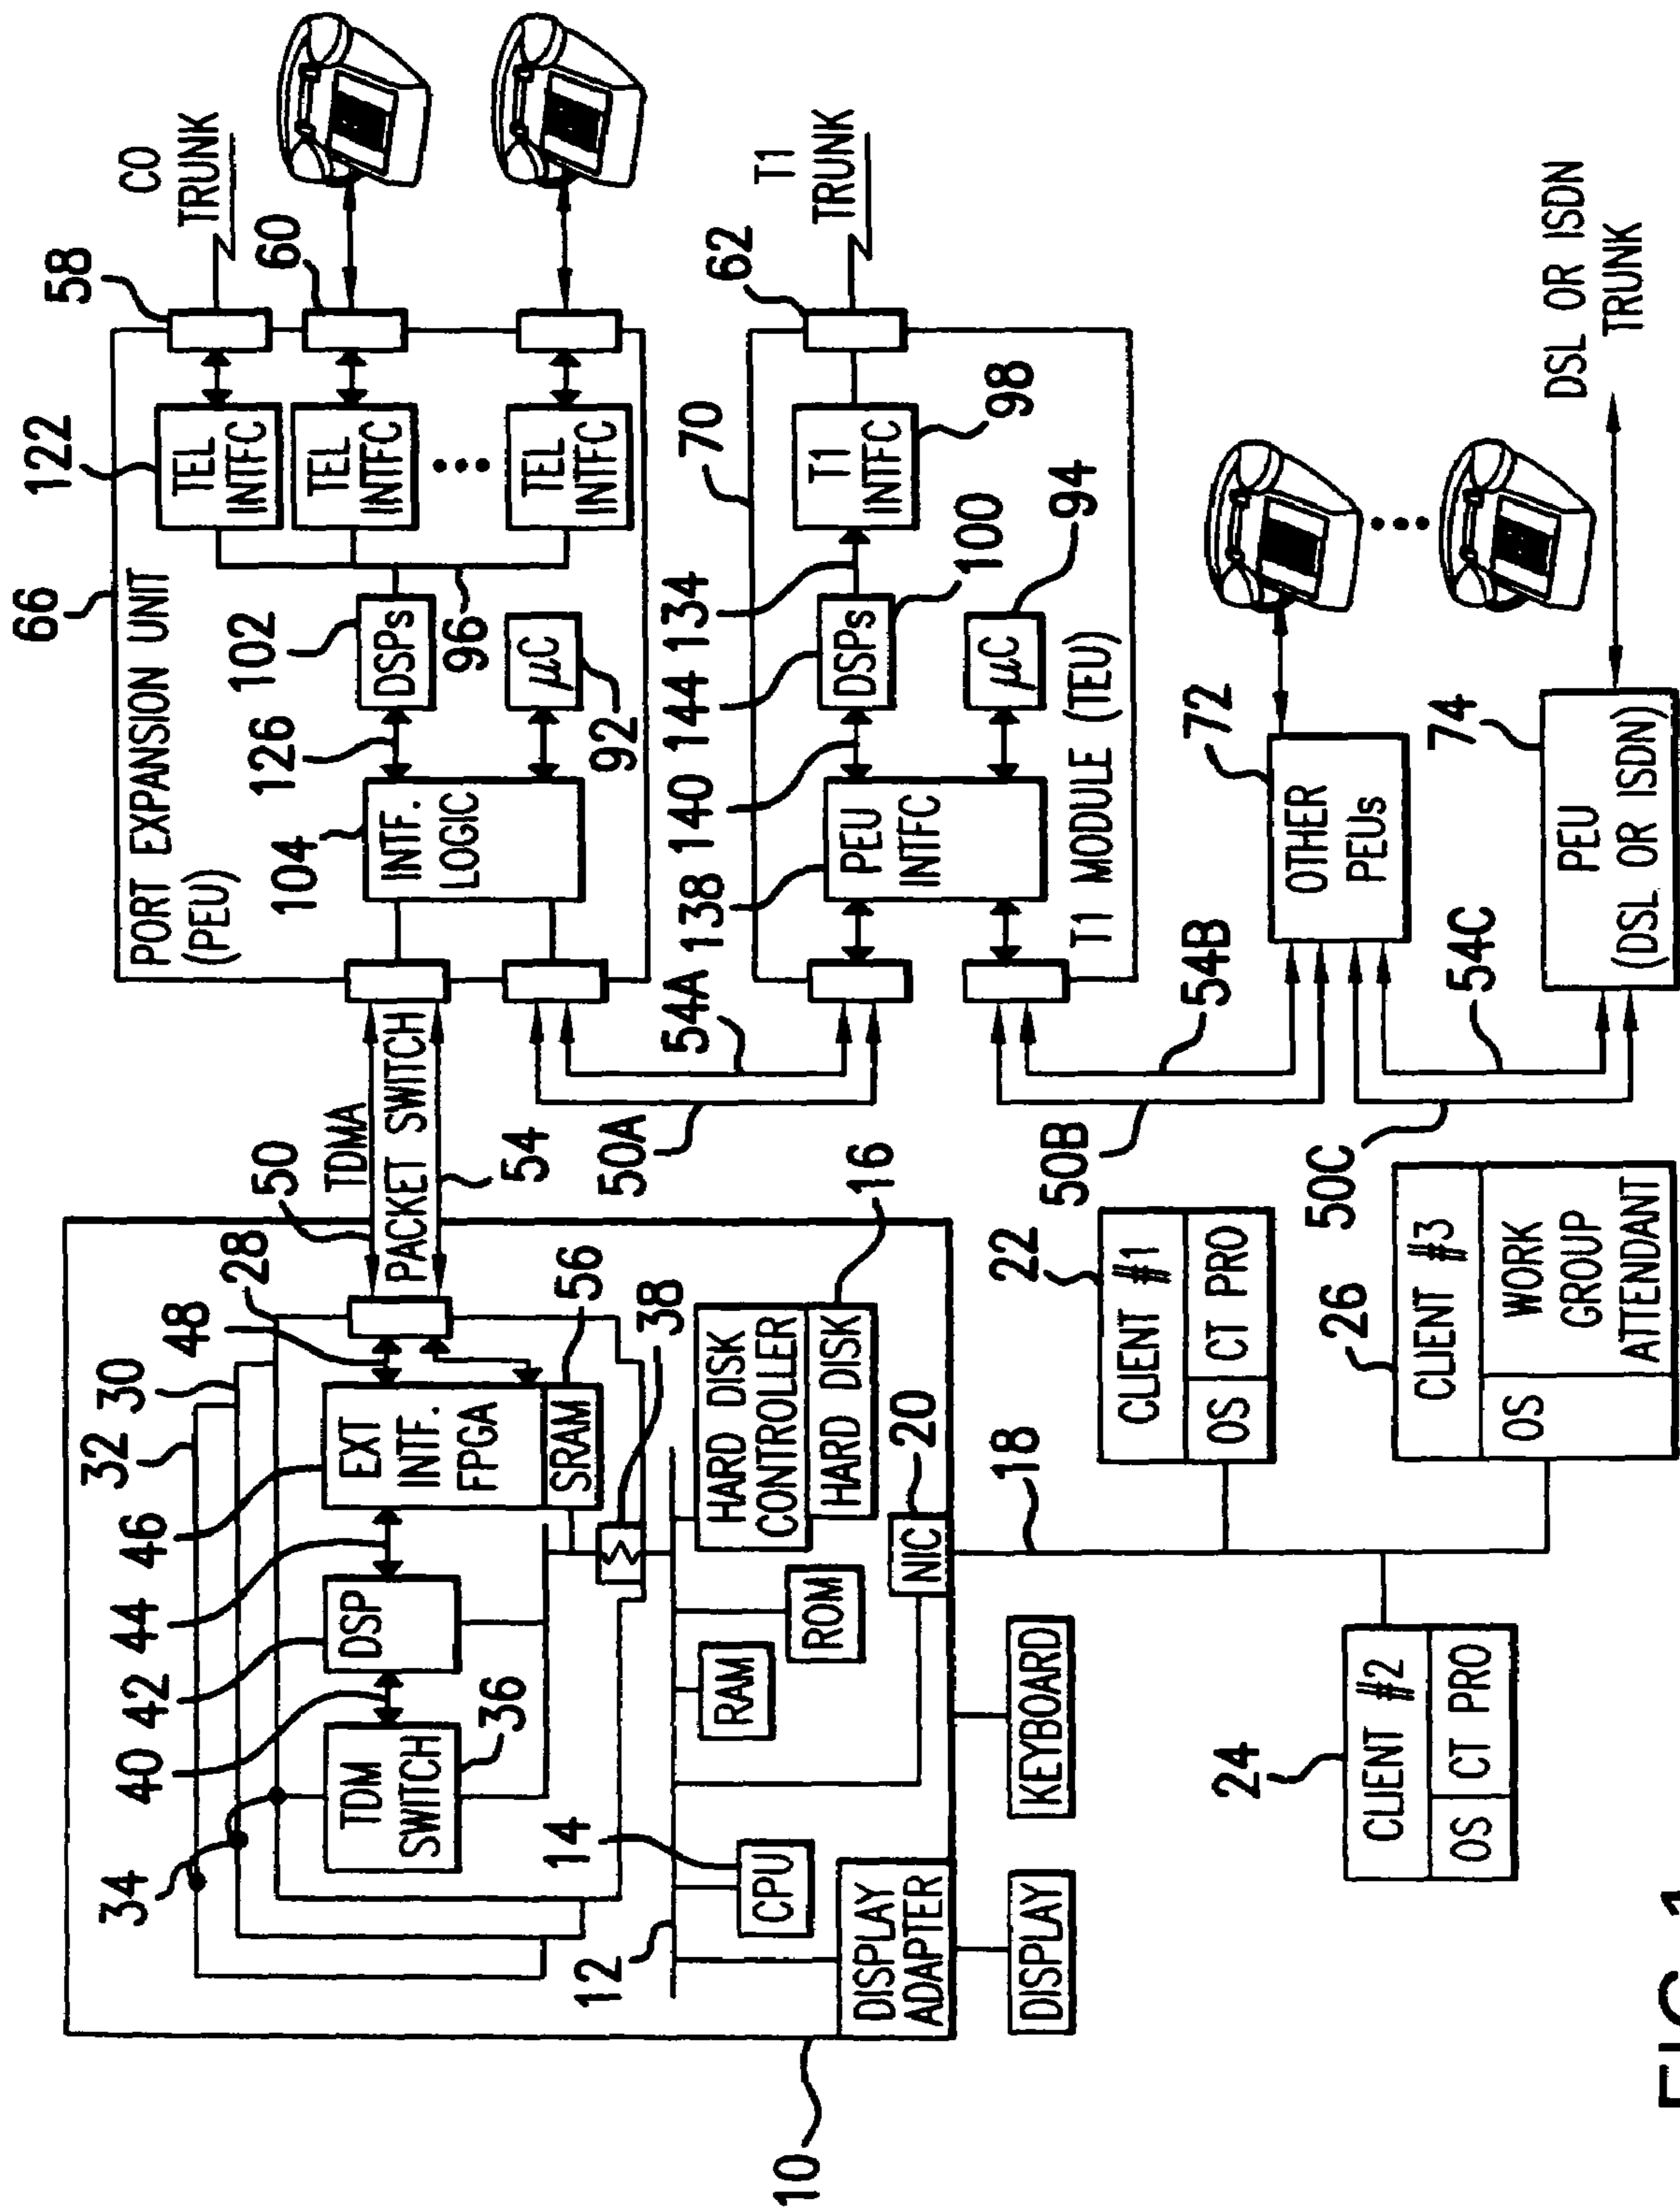 66
PORT EXPANSION UNIT
(PEU)
122
58
CO
TRUNK
TEL
INTFC
60
TEL
INTFC
TEL
INTFC
102
126
104
INTF.
LOGIC
DSPs
96
µC
92
TDMA
PACKET SWITCH
50
54
54A
50A
138
140
144
134
70
62
T1
TRUNK
PEU
INTFC
DSPs
T1
INTFC
98
100
µC
94
T1 MODULE (TEU)
54B
50B
72
OTHER
PEUs
54C
50C
74
PEU
(DSL OR ISDN)
DSL OR ISDN
TRUNK
34
32
30
28
40
42
44
46
48
TDM
SWITCH
36
DSP
EXT
INTF.
FPGA
SRAM
56
38
12
14
CPU
RAM
ROM
HARD DISK
CONTROLLER
HARD DISK
16
DISPLAY
ADAPTER
NIC
20
10
DISPLAY
KEYBOARD
18
22
CLIENT #1
OS
CT PRO
24
CLIENT #2
OS
CT PRO
26
CLIENT #3
OS
WORK
GROUP
ATTENDANT